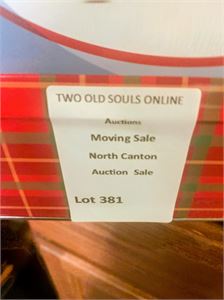 TWO OLD SOULS ONLINE
Auctions
Moving Sale
North Canton
Auction Sale
Lot 381